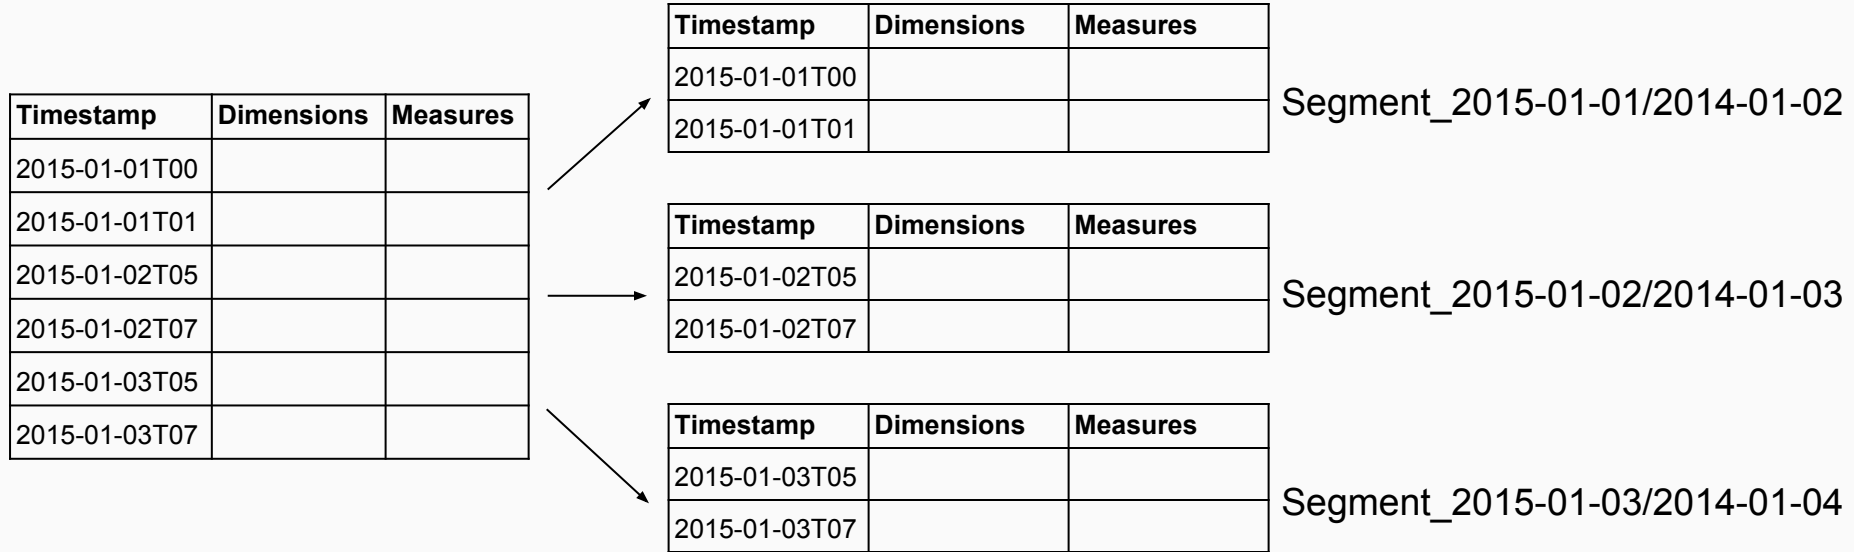 Timestamp Dimensions Measures
2015-01-01T00
2015-01-01T01
2015-01-02T05
2015-01-02T07
2015-01-03T05
2015-01-03T07
Timestamp Dimensions Measures
2015-01-01T00
2015-01-01T01
Segment_2015-01-01/2014-01-02
Timestamp Dimensions Measures
2015-01-02T05
2015-01-02T07
Segment_2015-01-02/2014-01-03
Timestamp Dimensions Measures
2015-01-03T05
2015-01-03T07
Segment_2015-01-03/2014-01-04